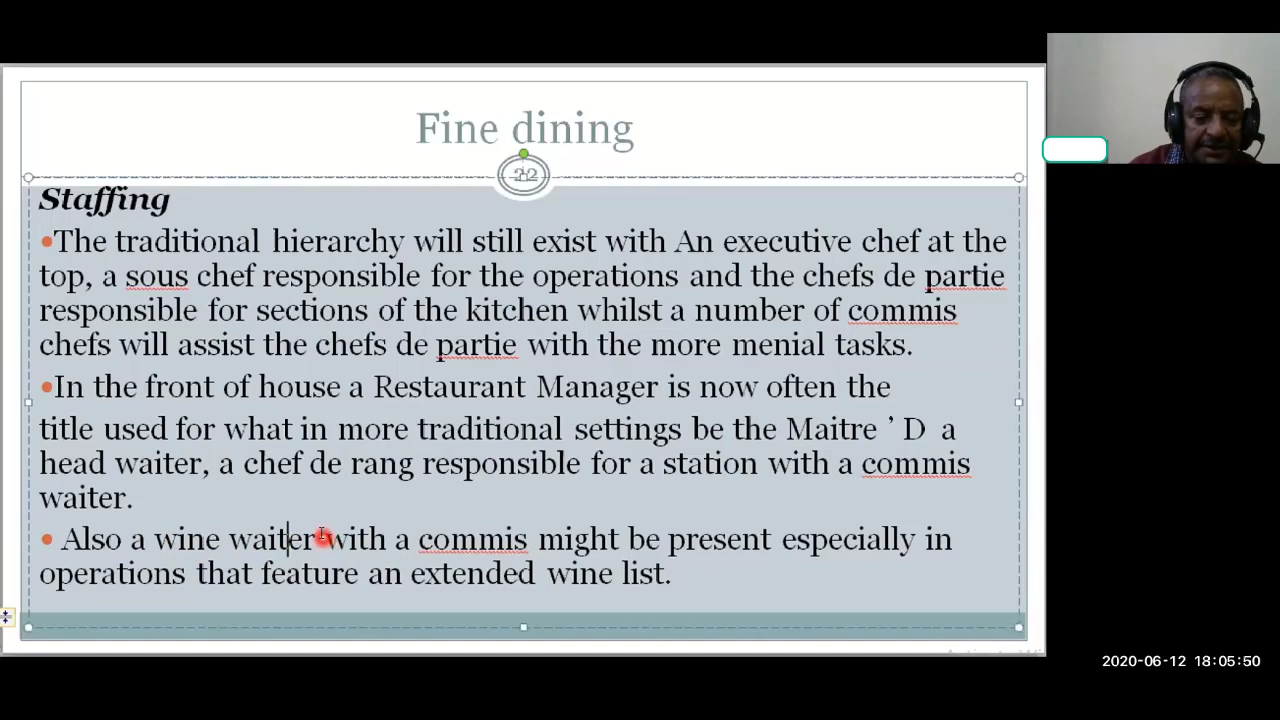 Fine dining
22
Staffing
•The traditional hierarchy will still exist with An executive chef at the
top, a sous chef responsible for the operations and the chefs de partie
responsible for sections of the kitchen whilst a number of commis
chefs will assist the chefs de partie with the more menial tasks.
•In the front of house a Restaurant Manager is now often the
title used for what in more traditional settings be the Maitre ’ D a
head waiter, a chef de rang responsible for a station with a commis
waiter.
• Also a wine waiter with a commis might be present especially in
operations that feature an extended wine list.
2020-06-12 18:05:50